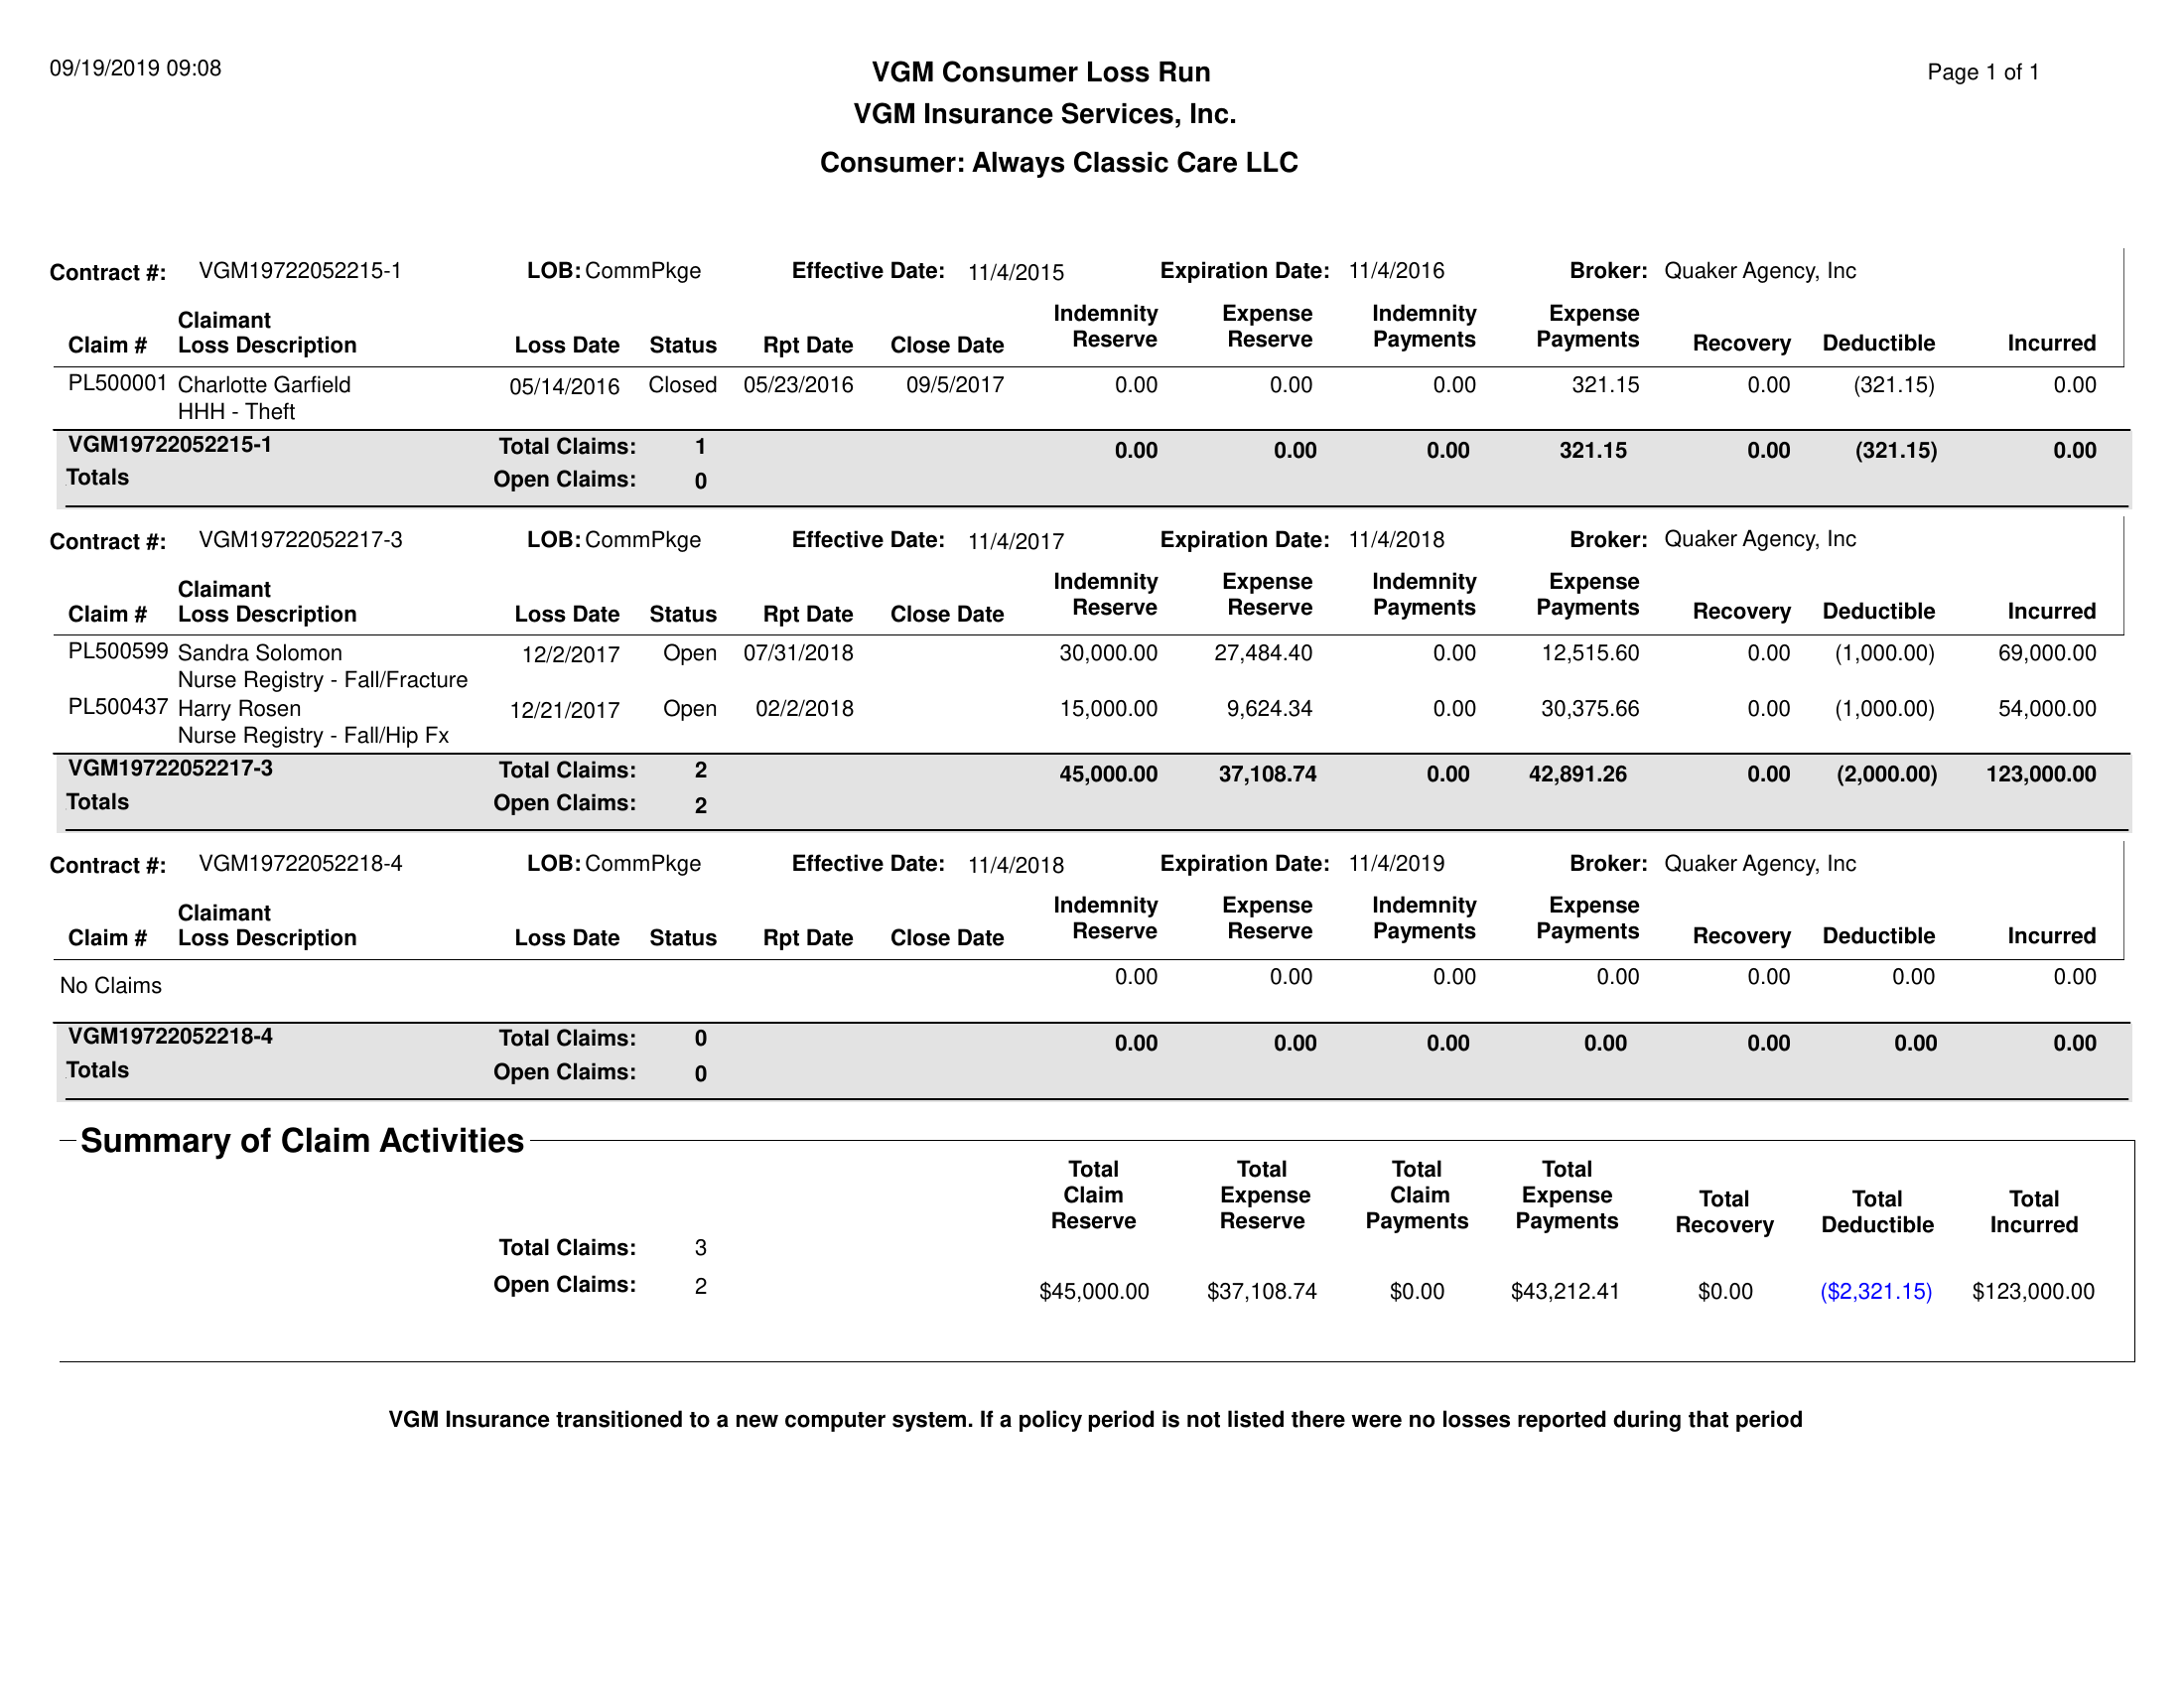 09/19/2019 09:08
VGM Consumer Loss Run
Page 1 of 1
VGM Insurance Services, Inc.
Consumer: Always Classic Care LLC
Contract #: VGM19722052215-1 LOB: CommPkge Effective Date: 11/4/2015 Expiration Date: 11/4/2016 Broker: Quaker Agency, Inc
Claimant Indemnity Expense Indemnity Expense
Claim # Loss Description Loss Date Status Rpt Date Close Date Reserve Reserve Payments Payments Recovery Deductible Incurred
PL500001 Charlotte Garfield 05/14/2016 Closed 05/23/2016 09/5/2017 0.00 0.00 0.00 321.15 0.00 (321.15) 0.00
HHH - Theft
VGM19722052215-1 Total Claims: 1 0.00 0.00 0.00 321.15 0.00 (321.15) 0.00
Totals Open Claims: 0
Contract #: VGM19722052217-3 LOB: CommPkge Effective Date: 11/4/2017 Expiration Date: 11/4/2018 Broker: Quaker Agency, Inc
Claimant Indemnity Expense Indemnity Expense
Claim # Loss Description Loss Date Status Rpt Date Close Date Reserve Reserve Payments Payments Recovery Deductible Incurred
PL500599 Sandra Solomon 12/2/2017 Open 07/31/2018 30,000.00 27,484.40 0.00 12,515.60 0.00 (1,000.00) 69,000.00
Nurse Registry - Fall/Fracture
PL500437 Harry Rosen 12/21/2017 Open 02/2/2018 15,000.00 9,624.34 0.00 30,375.66 0.00 (1,000.00) 54,000.00
Nurse Registry - Fall/Hip Fx
VGM19722052217-3 Total Claims: 2 45,000.00 37,108.74 0.00 42,891.26 0.00 (2,000.00) 123,000.00
Totals Open Claims: 2
Contract #: VGM19722052218-4 LOB: CommPkge Effective Date: 11/4/2018 Expiration Date: 11/4/2019 Broker: Quaker Agency, Inc
Claimant Indemnity Expense Indemnity Expense
Claim # Loss Description Loss Date Status Rpt Date Close Date Reserve Reserve Payments Payments Recovery Deductible Incurred
No Claims 0.00 0.00 0.00 0.00 0.00 0.00 0.00
VGM19722052218-4 Total Claims: 0 0.00 0.00 0.00 0.00 0.00 0.00 0.00
Totals Open Claims: 0
Summary of Claim Activities
Total Total Total Total
Claim Expense Claim Expense Total Total Total
Reserve Reserve Payments Payments Recovery Deductible Incurred
Total Claims: 3
Open Claims: 2 $45,000.00 $37,108.74 $0.00 $43,212.41 $0.00 ($2,321.15) $123,000.00
VGM Insurance transitioned to a new computer system. If a policy period is not listed there were no losses reported during that period